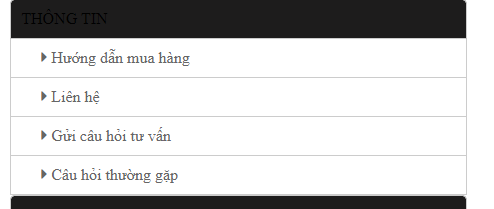 THÔNG TIN
Hướng dẫn mua hàng
Liên hệ
Gửi câu hỏi tư vấn
Câu hỏi thường gặp